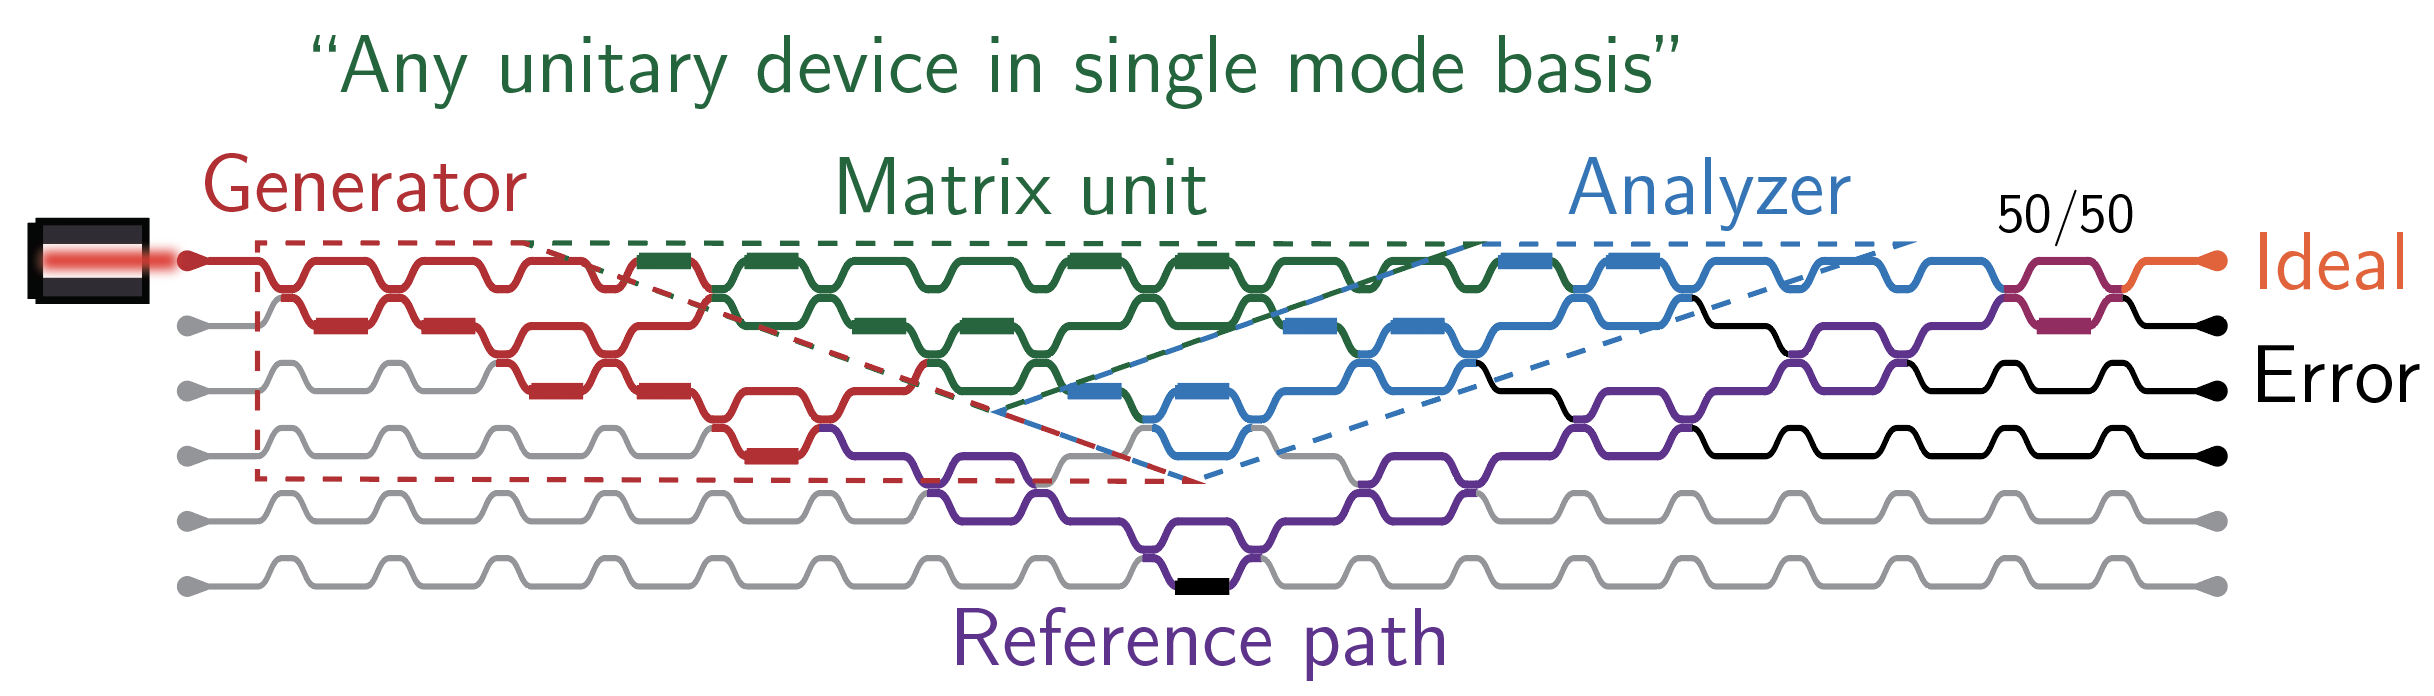 “Any unitary device in single mode basis”
Generator
Matrix unit
Analyzer
50/50
Ideal
Error
Reference path